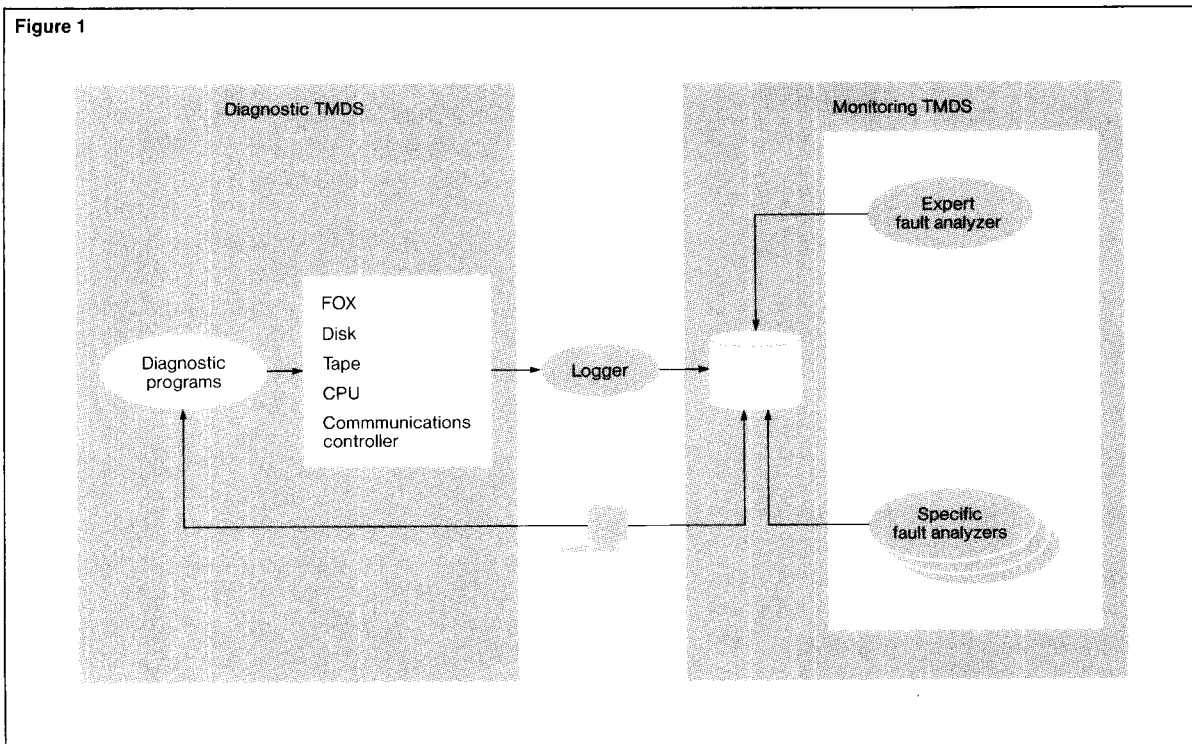 Figure 1
Diagnostic TMDS
Monitoring TMDS
Expert
fault analyzer
FOX
Disk
Tape
CPU
Commmunications
controller
Diagnostic
programs
Logger
Specific
fault analyzers